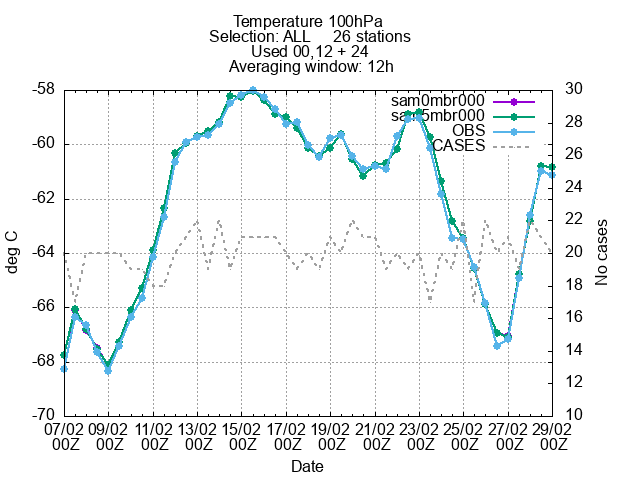 Temperature 100hPa
Selection: ALL 26 stations
Used 00,12 + 24
Averaging window: 12h
sam0mbr000
sam5mbr000
OBS
CASES
-58
-60
-62
-64
-66
-68
-70
30
28
26
24
22
20
18
16
14
12
10
deg C
No cases
07/02 09/02 11/02 13/02 15/02 17/02 19/02 21/02 23/02 25/02 27/02 29/02
00Z 00Z 00Z 00Z 00Z 00Z 00Z 00Z 00Z 00Z 00Z 00Z
Date